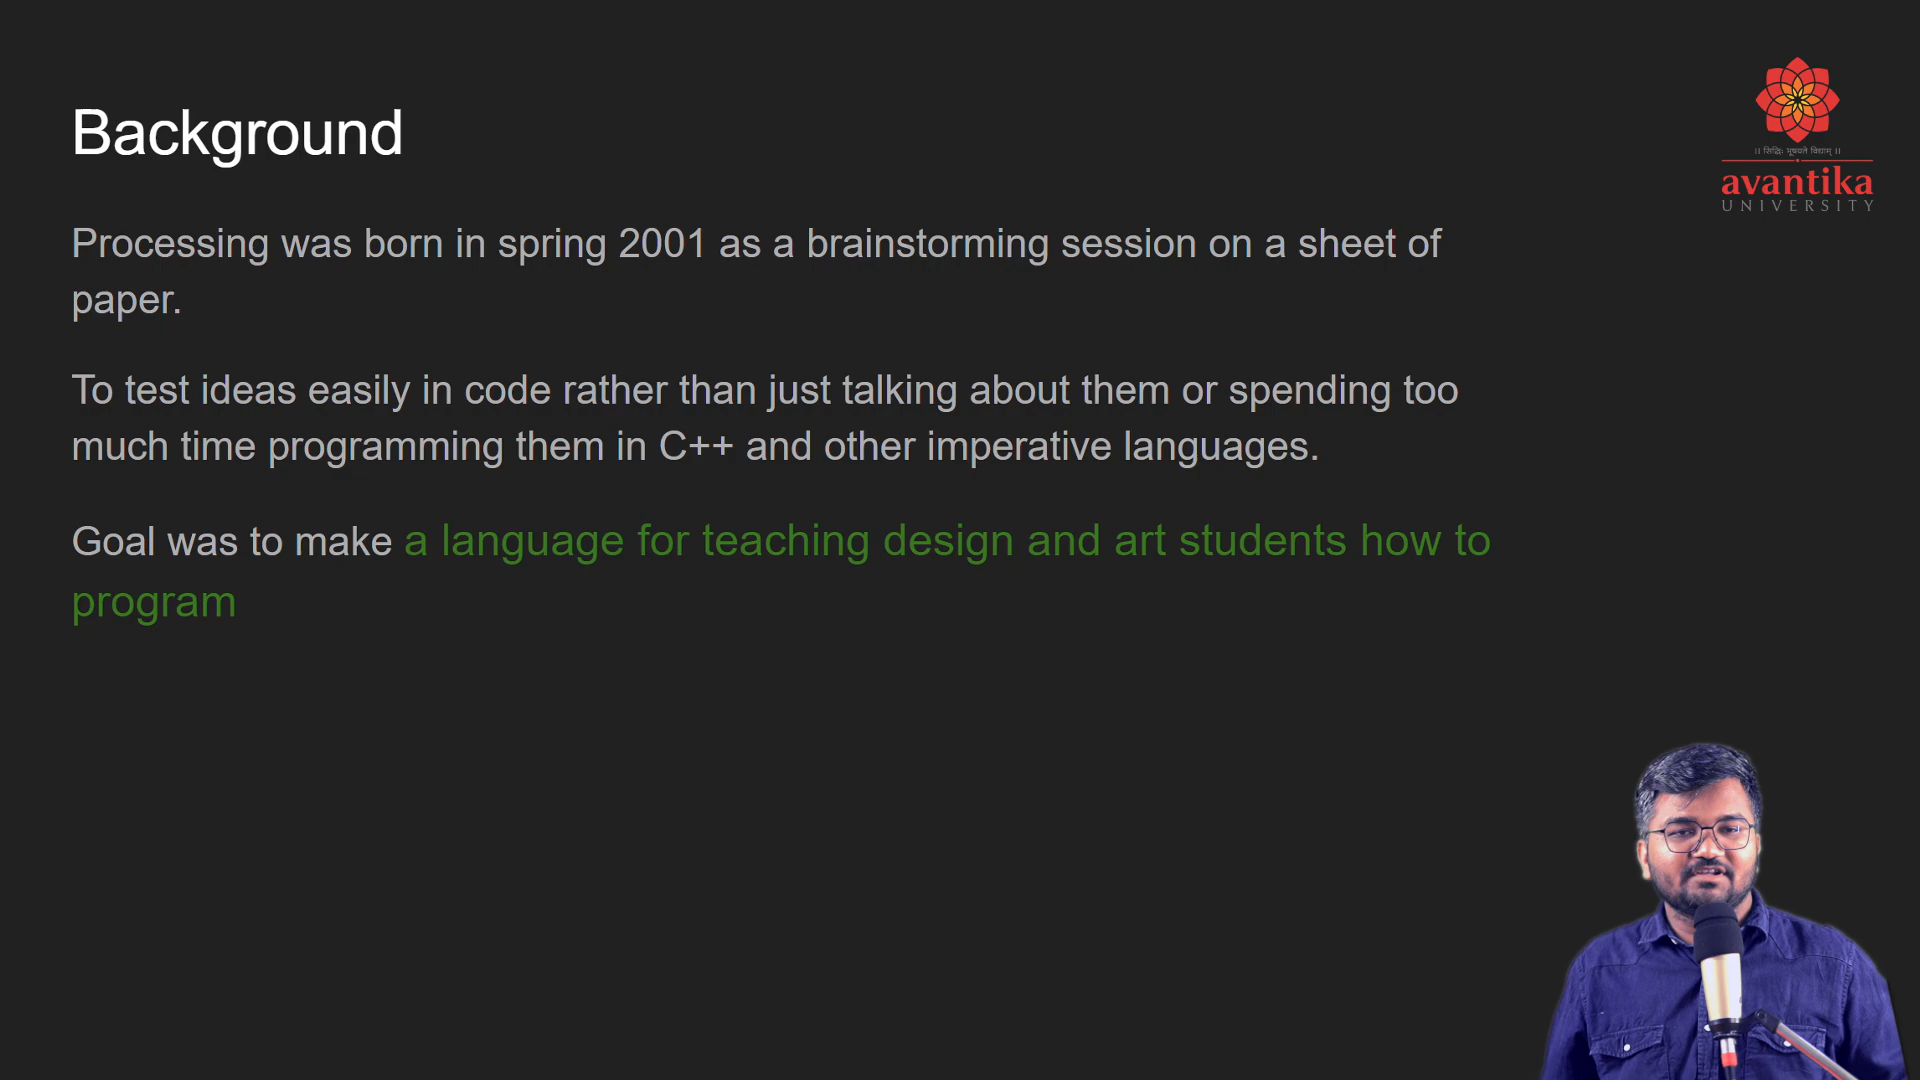 Background
|| सिद्धिः भूषयते विद्याम् ||
avantika
UNIVERSITY
Processing was born in spring 2001 as a brainstorming session on a sheet of
paper.
To test ideas easily in code rather than just talking about them or spending too
much time programming them in C++ and other imperative languages.
Goal was to make a language for teaching design and art students how to
program